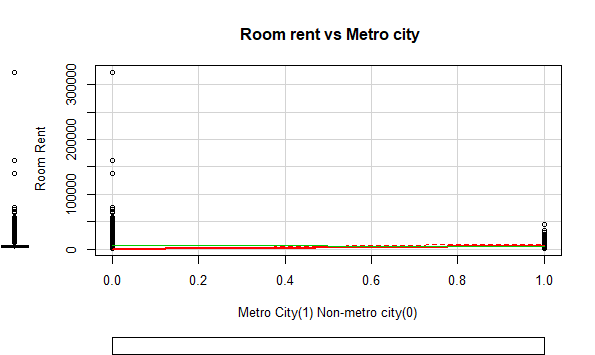 Room rent vs Metro city
300000
200000
100000
0
Room Rent
0.0 0.2 0.4 0.6 0.8 1.0
Metro City(1) Non-metro city(0)